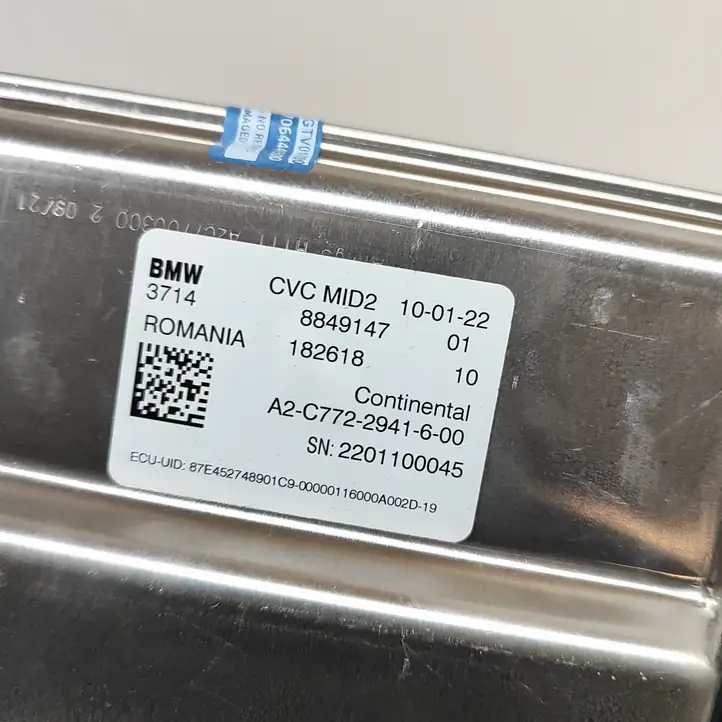 BMW CVC MID2 10-01-22
3714 8849147 01
ROMANIA 182618 10
Continental
A2-C772-2941-6-00
SN: 2201100045
ECU-UID: 87E452748901C9-00000116000A002D-19